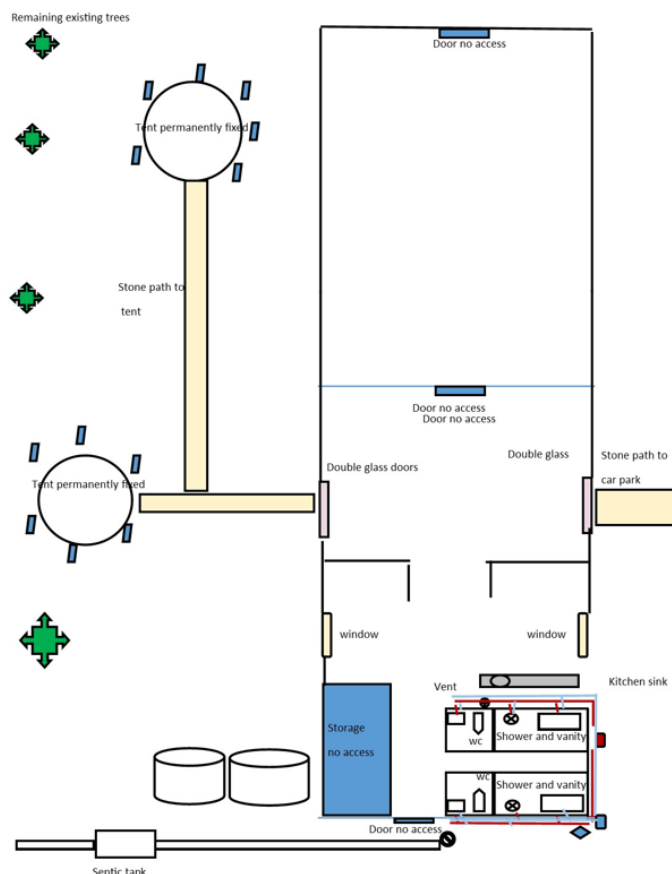 Remaining existing trees
Door no access
Tent permanently fixed
Stone path to
tent
Door no access
Door no access
Double glass doors
Double glass
Stone path to
car park
Tent permanently fixed
window
window
Kitchen sink
Vent
Storage
no access
wc
Shower and vanity
wc
Shower and vanity
Door no access
Septic tank